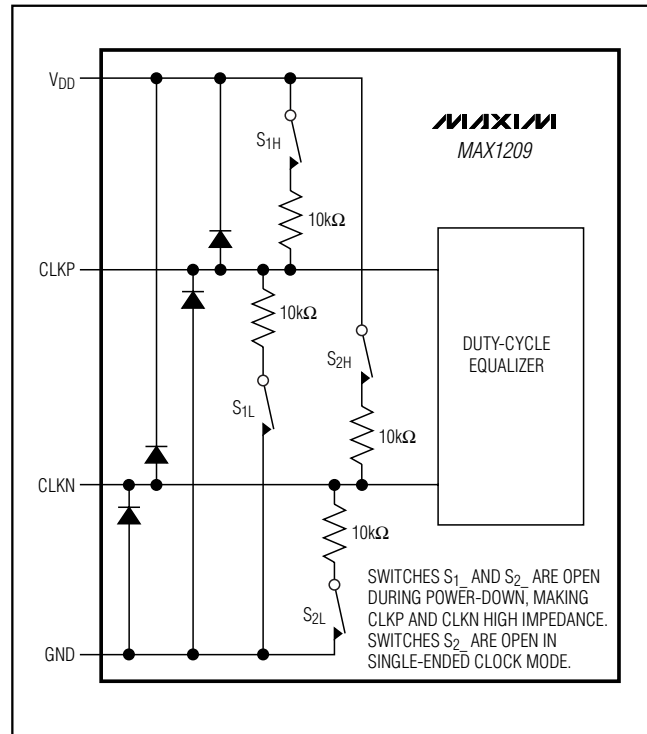 VDD
MAXIM
MAX1209
S1H
10kΩ
CLKP
10kΩ
S2H
DUTY-CYCLE
EQUALIZER
S1L
10kΩ
CLKN
10kΩ
SWITCHES S1_ AND S2_ ARE OPEN
DURING POWER-DOWN, MAKING
CLKP AND CLKN HIGH IMPEDANCE.
SWITCHES S2_ ARE OPEN IN
SINGLE-ENDED CLOCK MODE.
S2L
GND